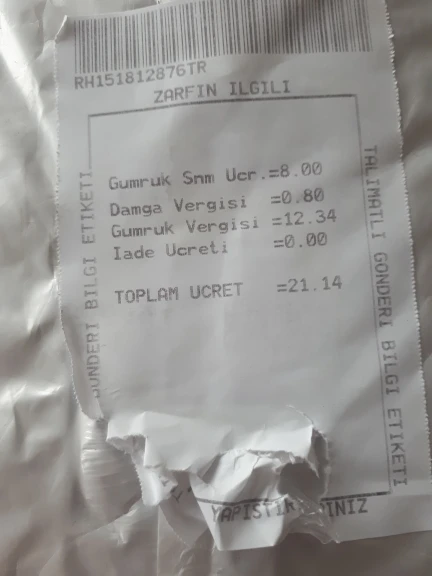 RH151812876TR
ZARFIN ILGILI
Gumruk Snm Ucr.=8.00
Damga Vergisi =0.80
Gumruk Vergisi =12.34
Iade Ucreti =0.00
TOPLAM UCRET =21.14
GONDERI BILGI ETIKETI
TALIMATLI GONDERI BILGI ETIKETI